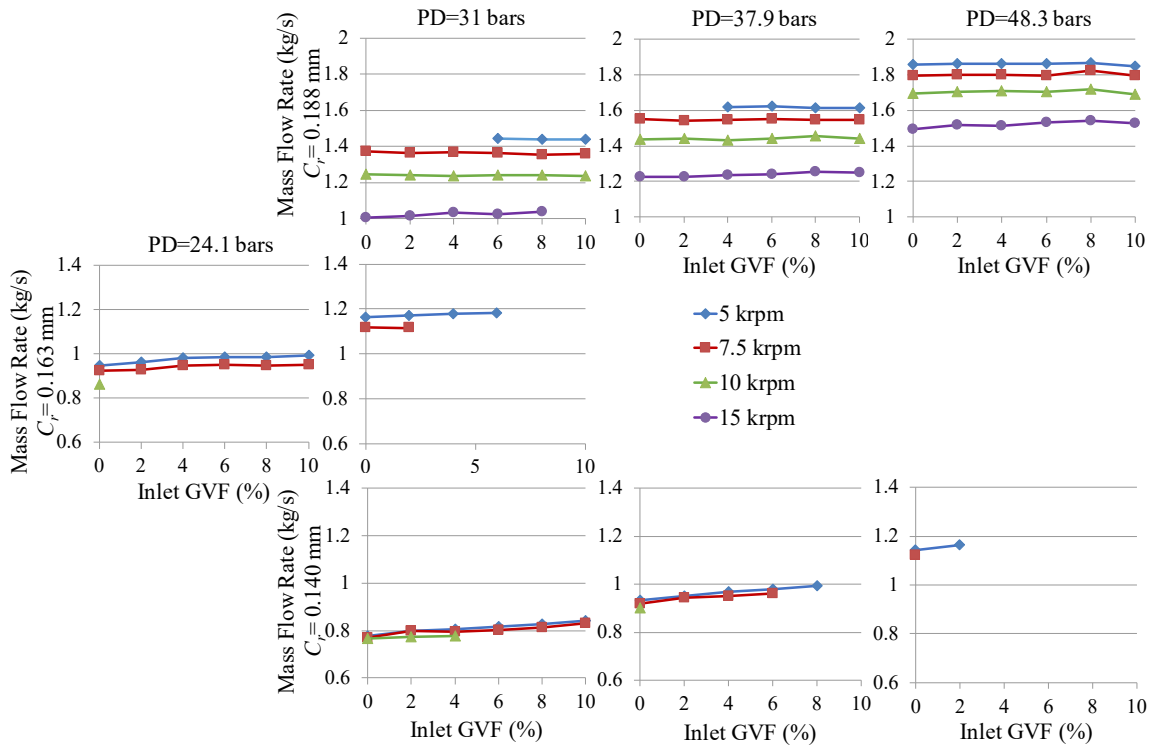 PD=31 bars
PD=37.9 bars
PD=48.3 bars
Mass Flow Rate (kg/s)
Cr= 0.188 mm
2
1.8
1.6
1.4
1.2
1
0 2 4 6 8 10
Inlet GVF (%)
2
1.8
1.6
1.4
1.2
1
0 2 4 6 8 10
Inlet GVF (%)
2
1.8
1.6
1.4
1.2
1
0 2 4 6 8 10
Inlet GVF (%)
PD=24.1 bars
Mass Flow Rate (kg/s)
Cr= 0.163 mm
1.4
1.2
1
0.8
0.6
0 2 4 6 8 10
Inlet GVF (%)
1.4
1.2
1
0.8
0.6
0 5 10
5 krpm
7.5 krpm
10 krpm
15 krpm
Mass Flow Rate (kg/s)
Cr= 0.140 mm
1.4
1.2
1
0.8
0.6
0 2 4 6 8 10
Inlet GVF (%)
1.4
1.2
1
0.8
0.6
0 2 4 6 8 10
Inlet GVF (%)
1.4
1.2
1
0.8
0.6
0 2 4 6 8 10
Inlet GVF (%)